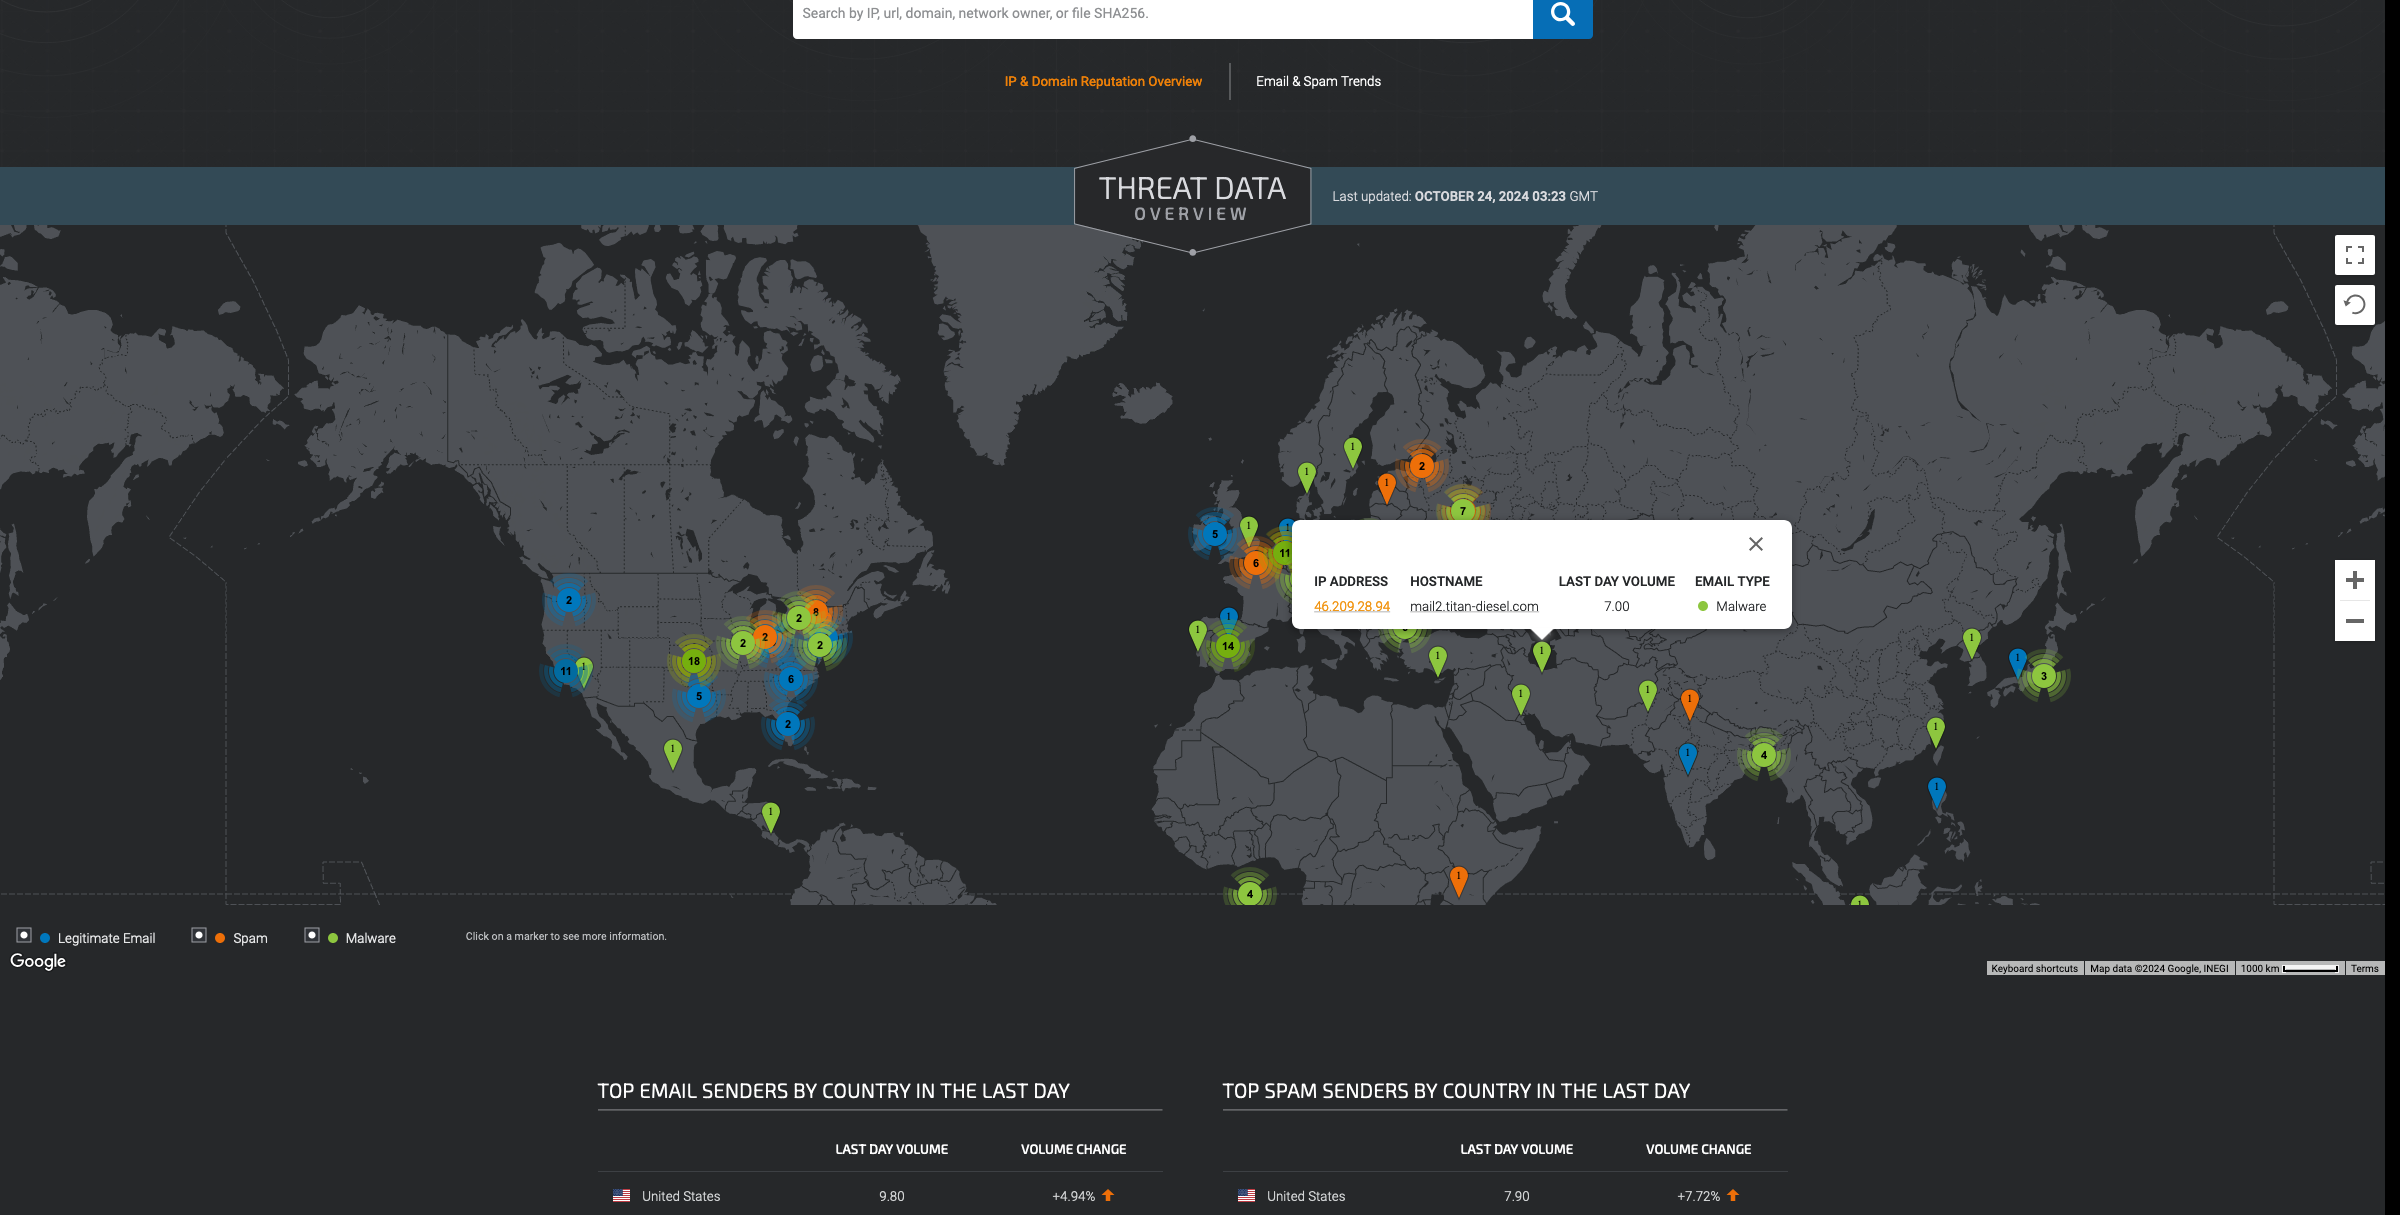 Search by IP, url, domain, network owner, or file SHA256.
IP & Domain Reputation Overview
Email & Spam Trends
THREAT DATA
OVERVIEW
Last updated: OCTOBER 24, 2024 03:23 GMT
1
1
2
1
7
5
1
11
6
IP ADDRESS HOSTNAME LAST DAY VOLUME EMAIL TYPE
46.209.28.94 mail2.titan-diesel.com 7.00 Malware
2
8
2
2
2
2
18
11
1
5
6
2
1
1
1
14
1
1
1
1
1
1
4
1
1
3
1
1
4
1
1
Legitimate Email
Spam
Malware
Click on a marker to see more information.
Google
Keyboard shortcuts
Map data ©2024 Google, INEGI
1000 km
Terms
TOP EMAIL SENDERS BY COUNTRY IN THE LAST DAY
LAST DAY VOLUME VOLUME CHANGE
United States 9.80 +4.94%
TOP SPAM SENDERS BY COUNTRY IN THE LAST DAY
LAST DAY VOLUME VOLUME CHANGE
United States 7.90 +7.72%